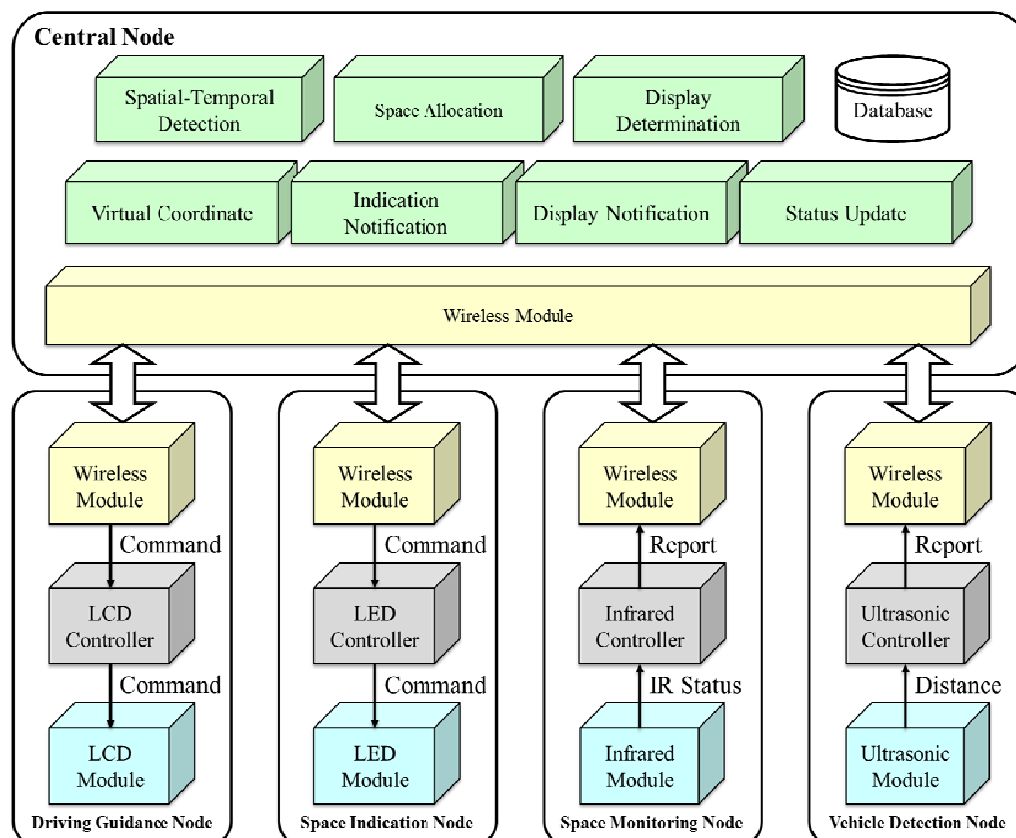 Central Node
Spatial-Temporal
Detection
Space Allocation
Display
Determination
Database
Virtual Coordinate
Indication
Notification
Display Notification
Status Update
Wireless Module
Wireless
Module
Command
LCD
Controller
Command
LCD
Module
Driving Guidance Node
Wireless
Module
Command
LED
Controller
Command
LED
Module
Space Indication Node
Wireless
Module
Report
Infrared
Controller
IR Status
Infrared
Module
Space Monitoring Node
Wireless
Module
Report
Ultrasonic
Controller
Distance
Ultrasonic
Module
Vehicle Detection Node